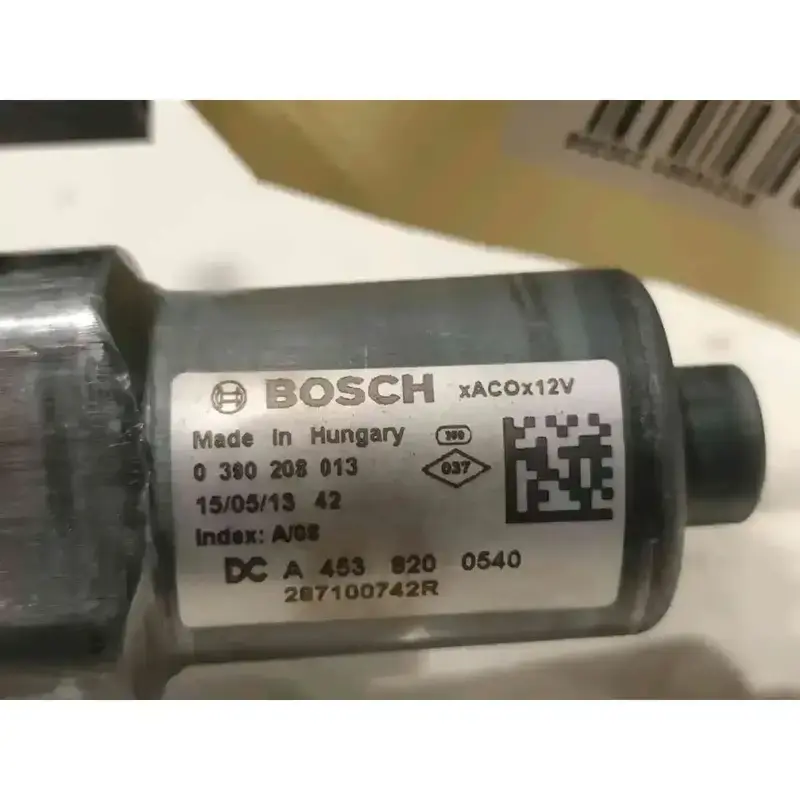 BOSCH xACOx12V
Made in Hungary
0 390 208 013 037
15/05/13 42
Index: A/08
DC A 453 820 0540
287100742R